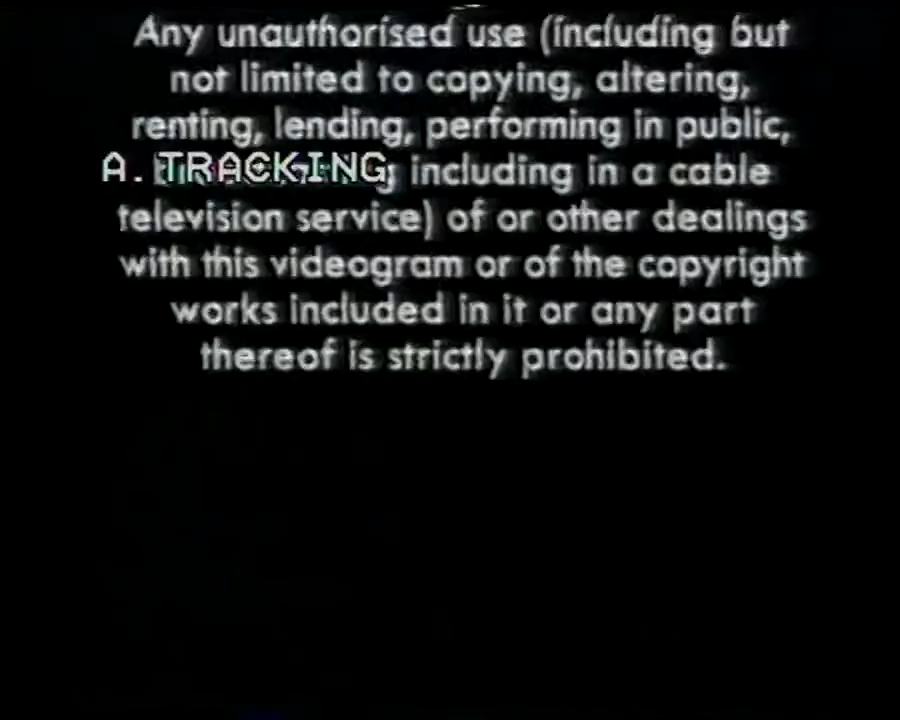 Any unauthorised use (including but
not limited to copying, altering,
renting, lending, performing in public,
A. TRACKING including in a cable
television service) of or other dealings
with this videogram or of the copyright
works included in it or any part
thereof is strictly prohibited.